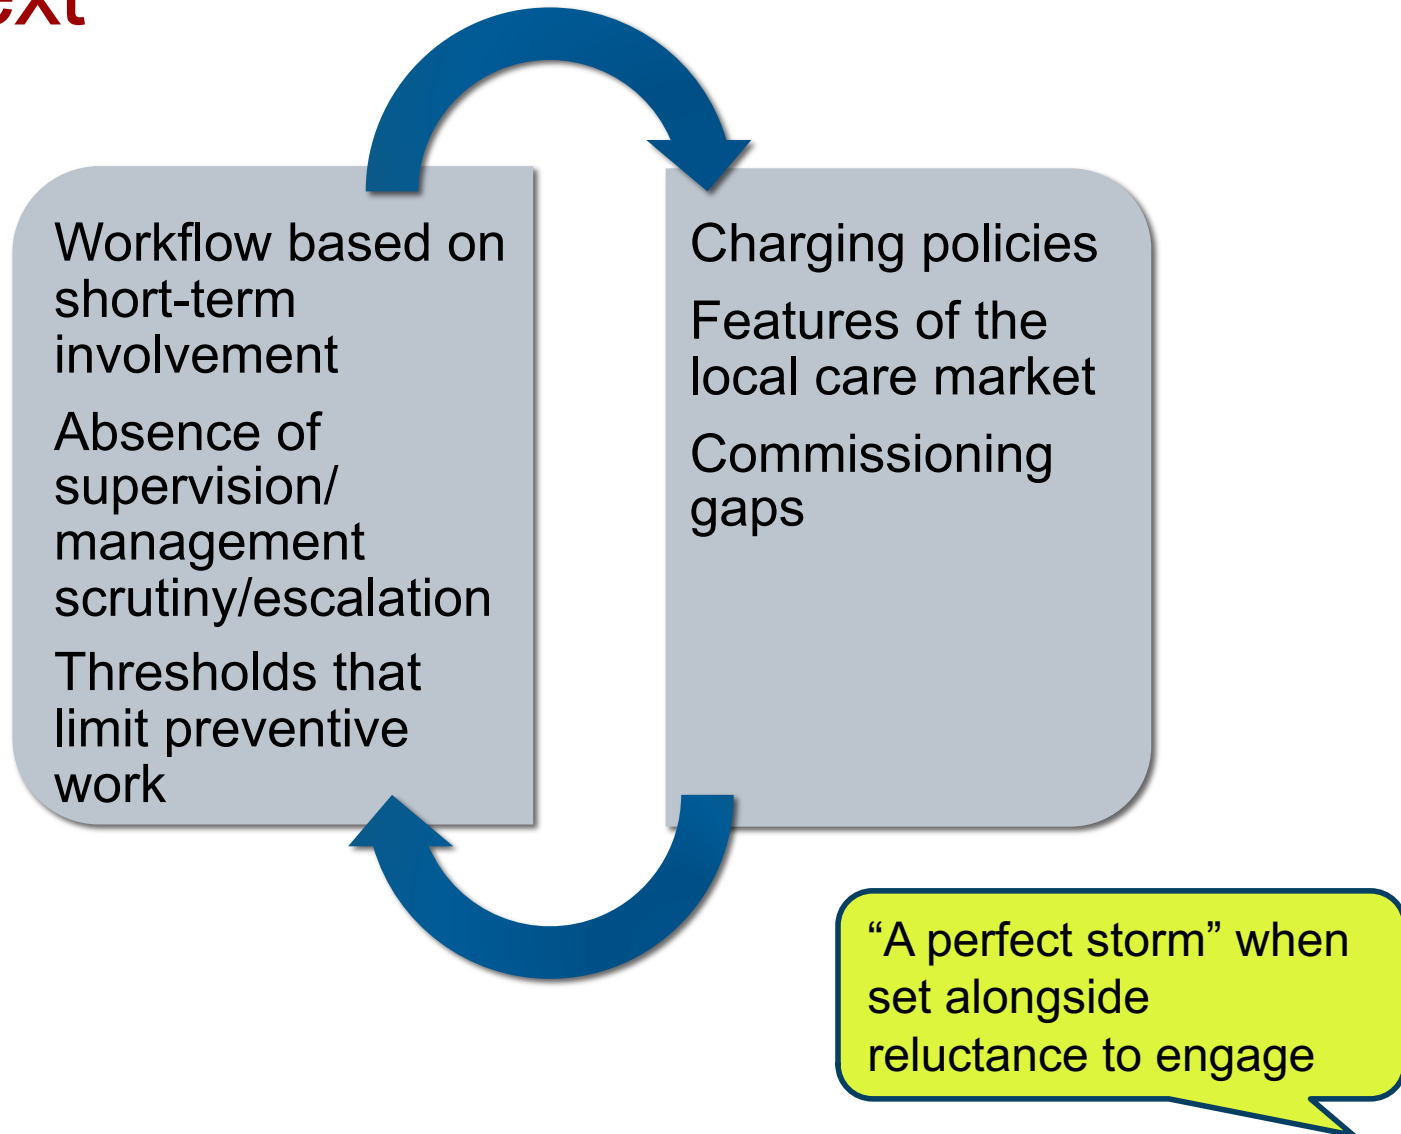 Workflow based on
short-term
involvement
Absence of
supervision/
management
scrutiny/escalation
Thresholds that
limit preventive
work
Charging policies
Features of the
local care market
Commissioning
gaps
“A perfect storm” when
set alongside
reluctance to engage